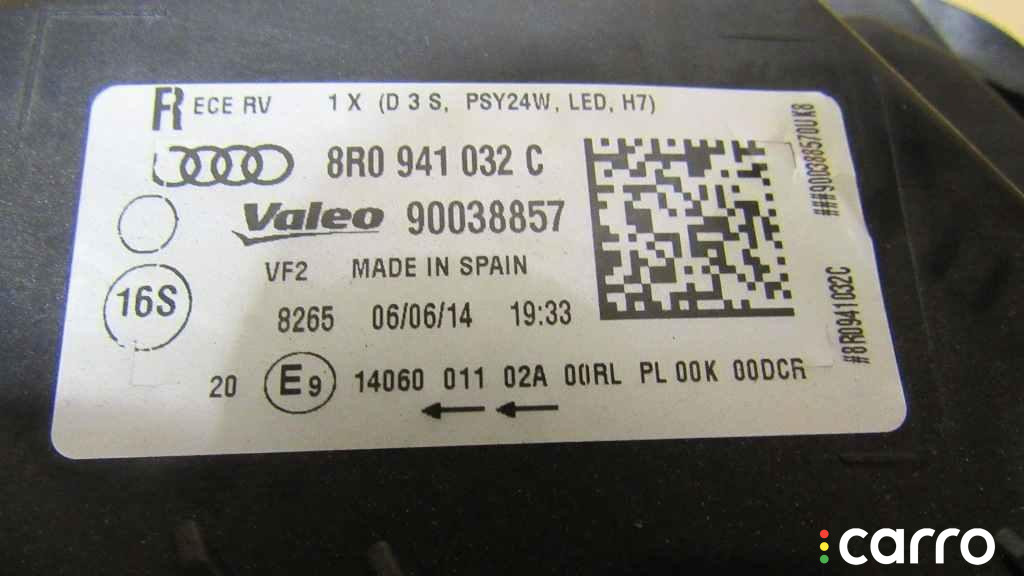 R ECE RV 1 X (D 3 S, PSY24W, LED, H7)
8R0 941 032 C
Valeo 90038857
VF2 MADE IN SPAIN
16S
8265 06/06/14 19:33
20 E9 14060 011 02A 00RL PL 00K 00DCR
###90038857OUX8
#8R0941032C
carro